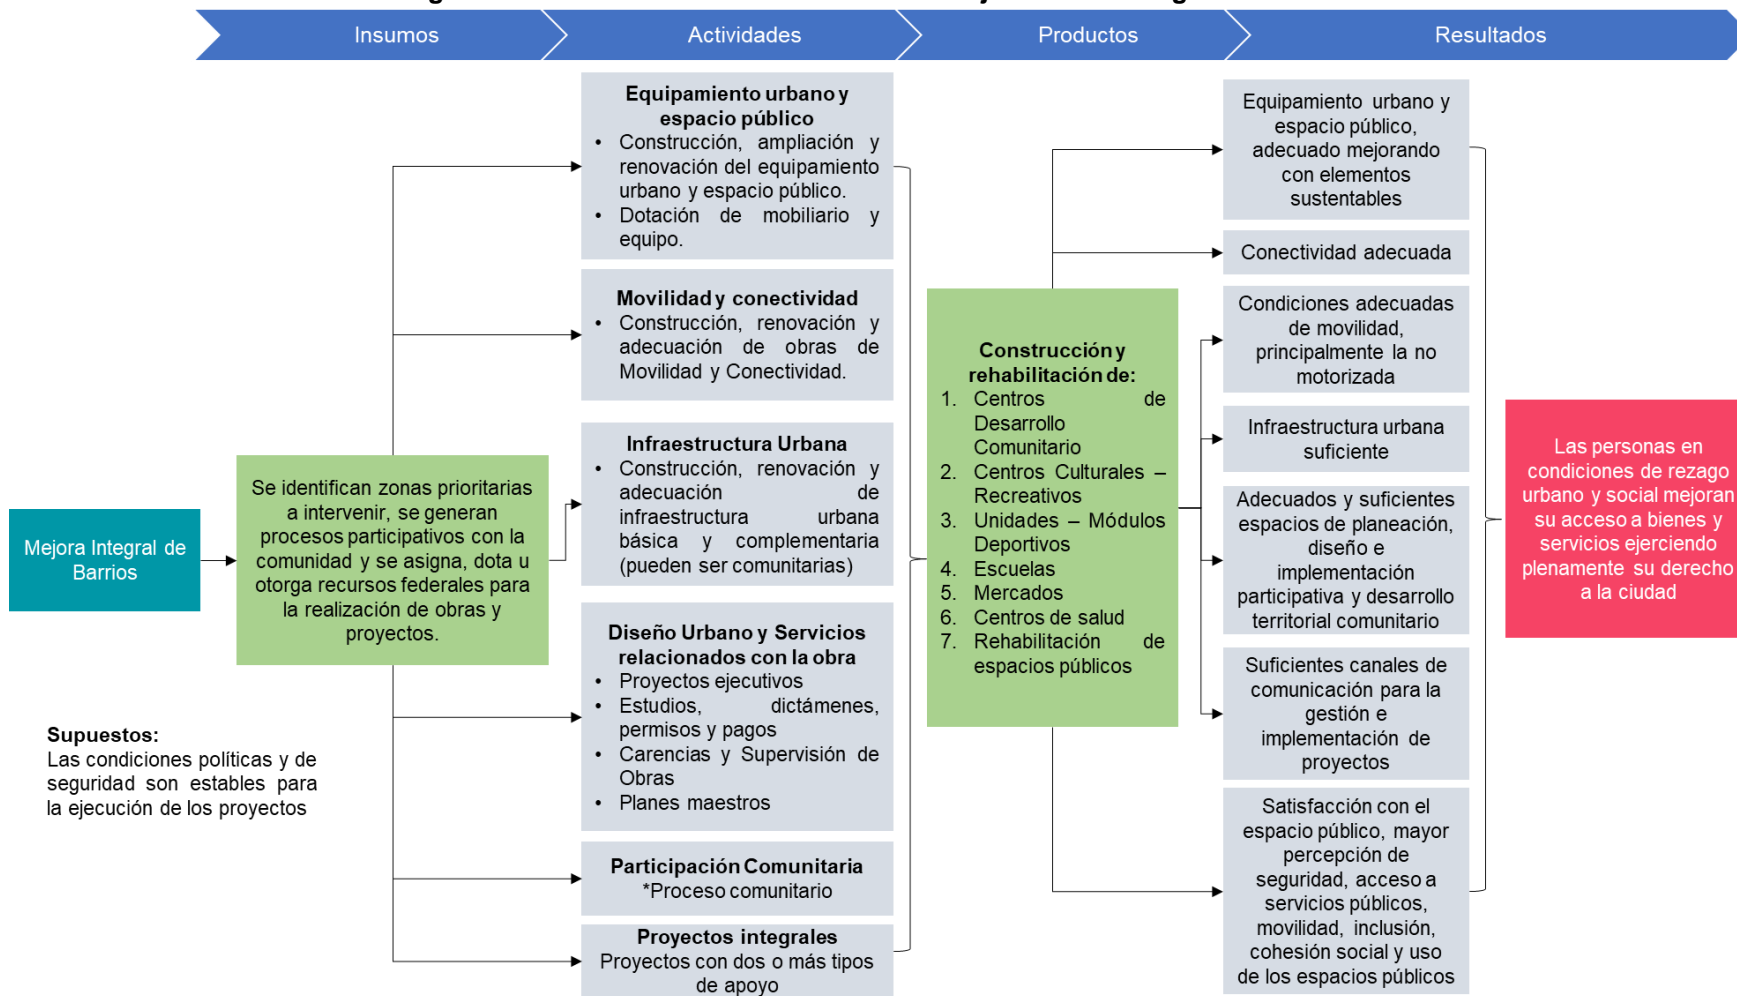 Insumos
Actividades
Productos
Resultados
Mejora Integral de
Barrios
Se identifican zonas prioritarias
a intervenir, se generan
procesos participativos con la
comunidad y se asigna, dota u
otorga recursos federales para
la realización de obras y
proyectos.
Supuestos:
Las condiciones políticas y de
seguridad son estables para
la ejecución de los proyectos
Equipamiento urbano y
espacio público
• Construcción, ampliación y
renovación del equipamiento
urbano y espacio público.
• Dotación de mobiliario y
equipo.
Movilidad y conectividad
• Construcción, renovación y
adecuación de obras de
Movilidad y Conectividad.
Infraestructura Urbana
• Construcción, renovación y
adecuación de
infraestructura urbana
básica y complementaria
(pueden ser comunitarias)
Diseño Urbano y Servicios
relacionados con la obra
• Proyectos ejecutivos
• Estudios, dictámenes,
permisos y pagos
• Carencias y Supervisión de
Obras
• Planes maestros
Participación Comunitaria
*Proceso comunitario
Proyectos integrales
Proyectos con dos o más tipos
de apoyo
Construcción y
rehabilitación de:
1. Centros de
Desarrollo
Comunitario
2. Centros Culturales –
Recreativos
3. Unidades – Módulos
Deportivos
4. Escuelas
5. Mercados
6. Centros de salud
7. Rehabilitación de
espacios públicos
Equipamiento urbano y
espacio público,
adecuado mejorando
con elementos
sustentables
Conectividad adecuada
Condiciones adecuadas
de movilidad,
principalmente la no
motorizada
Infraestructura urbana
suficiente
Adecuados y suficientes
espacios de planeación,
diseño e
implementación
participativa y desarrollo
territorial comunitario
Suficientes canales de
comunicación para la
gestión e
implementación de
proyectos
Satisfacción con el
espacio público, mayor
percepción de
seguridad, acceso a
servicios públicos,
movilidad, inclusión,
cohesión social y uso
de los espacios públicos
Las personas en
condiciones de rezago
urbano y social mejoran
su acceso a bienes y
servicios ejerciendo
plenamente su derecho
a la ciudad